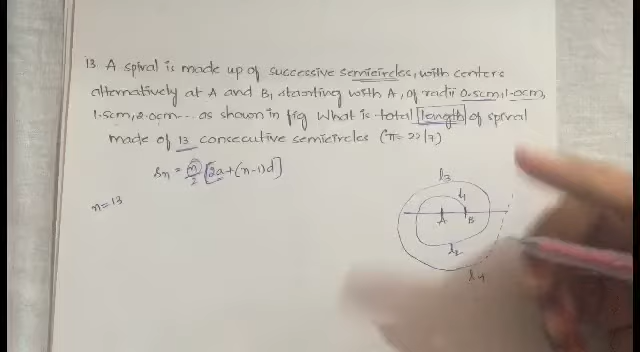 13 A spiral is made up of successive semicircles, with centers
alternatively at A and B, starting with A, of radii 0.5cm, 1.0cm,
1.5cm, 2.0cm... as shown in fig What is total length of spiral
made of 13 consecutive semicircles (π=22/7)
Sn = n/2 [2a+(n-1)d]
n=13
l3
l1
A B
l2
l4